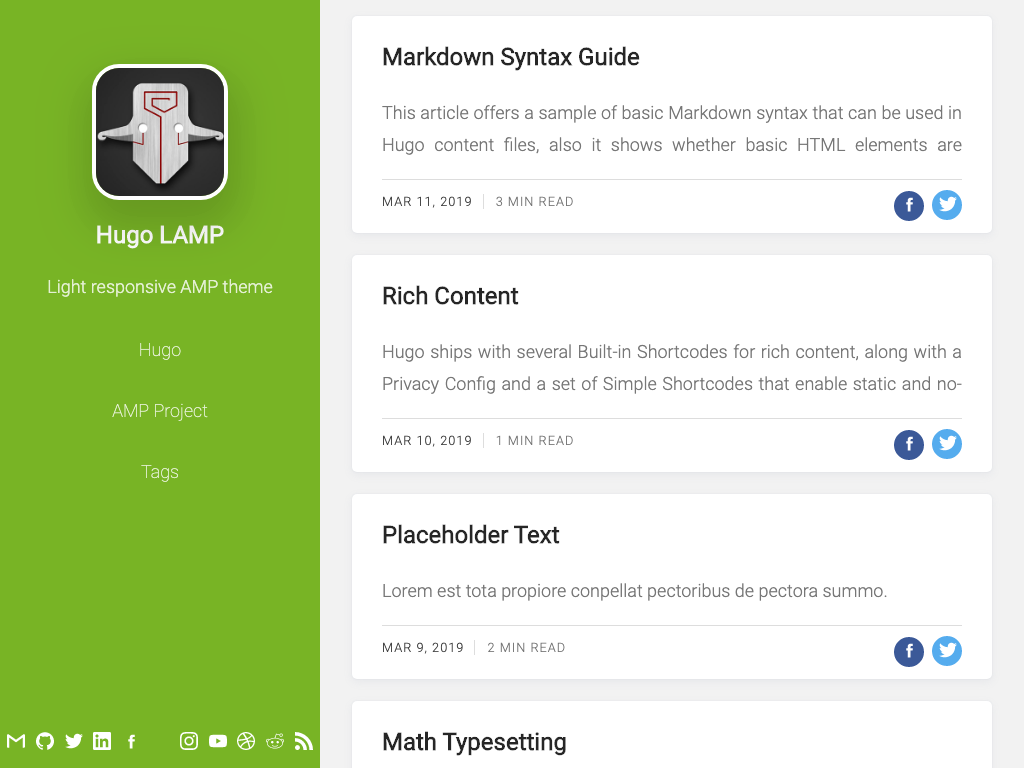 Hugo LAMP
Light responsive AMP theme
Hugo
AMP Project
Tags
Markdown Syntax Guide
This article offers a sample of basic Markdown syntax that can be used in
Hugo content files, also it shows whether basic HTML elements are
MAR 11, 2019 3 MIN READ
Rich Content
Hugo ships with several Built-in Shortcodes for rich content, along with a
Privacy Config and a set of Simple Shortcodes that enable static and no-
MAR 10, 2019 1 MIN READ
Placeholder Text
Lorem est tota propiore conpellat pectoribus de pectora summo.
MAR 9, 2019 2 MIN READ
Math Typesetting